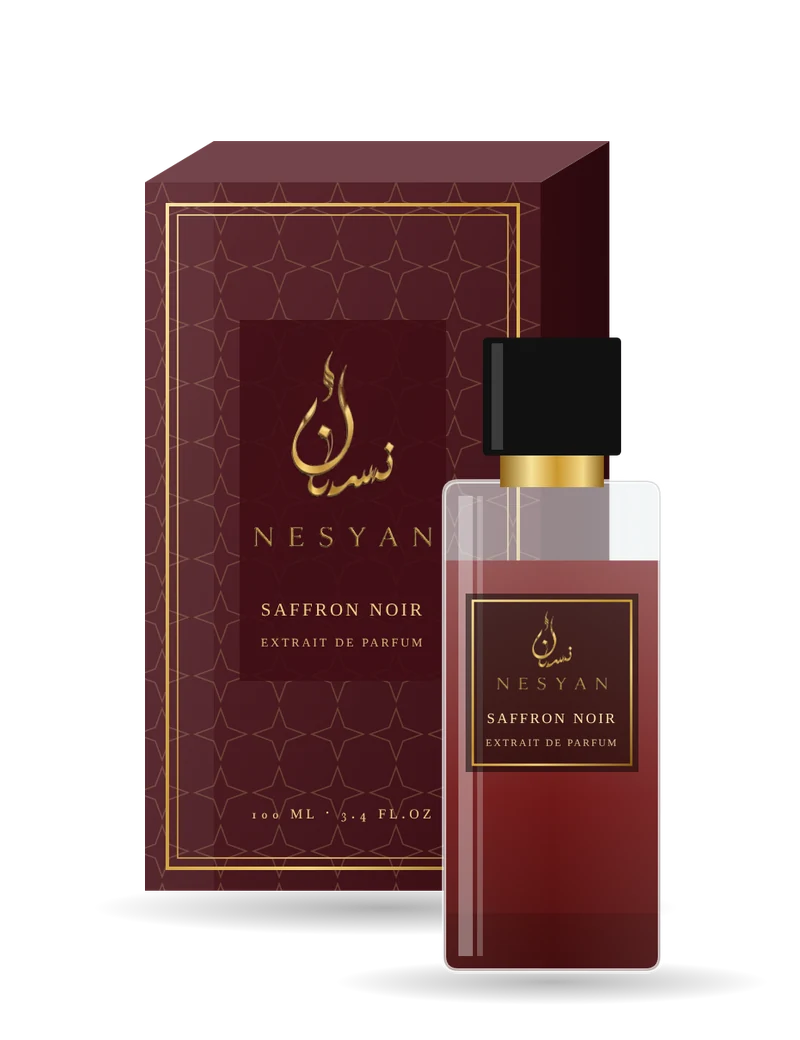 نسيان
NESYAN
SAFFRON NOIR
EXTRAIT DE PARFUM
100 ML · 3.4 FL.OZ
نسيان
NESYAN
SAFFRON NOIR
EXTRAIT DE PARFUM